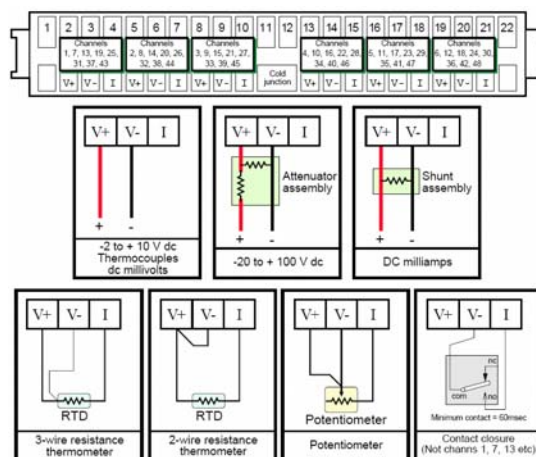 1 2 3 4 5 6 7 8 9 10 11 12 13 14 15 16 17 18 19 20 21 22
Channels
1, 7, 13, 19, 25,
31, 37, 43
Channels
2, 8, 14, 20, 26,
32, 38, 44
Channels
3, 9, 15, 21, 27,
33, 39, 45
Channels
4, 10, 16, 22, 28,
34, 40, 46
Channels
5, 11, 17, 23, 29,
35, 41, 47
Channels
6, 12, 18, 24, 30,
36, 42, 48
V+ V- I V+ V- I V+ V- I
Cold
junction
V+ V- I V+ V- I V+ V- I
V+ V- I
+ -
-2 to + 10 V dc
Thermocouples
dc millivolts
V+ V- I
Attenuator
assembly
+ -
-20 to + 100 V dc
V+ V- I
Shunt
assembly
+ -
DC milliamps
V+ V- I
RTD
3-wire resistance
thermometer
V+ V- I
RTD
2-wire resistance
thermometer
V+ V- I
Potentiometer
Potentiometer
V+ V- I
nc
com
no
Minimum contact = 60msec
Contact closure
(Not channs 1, 7, 13 etc)